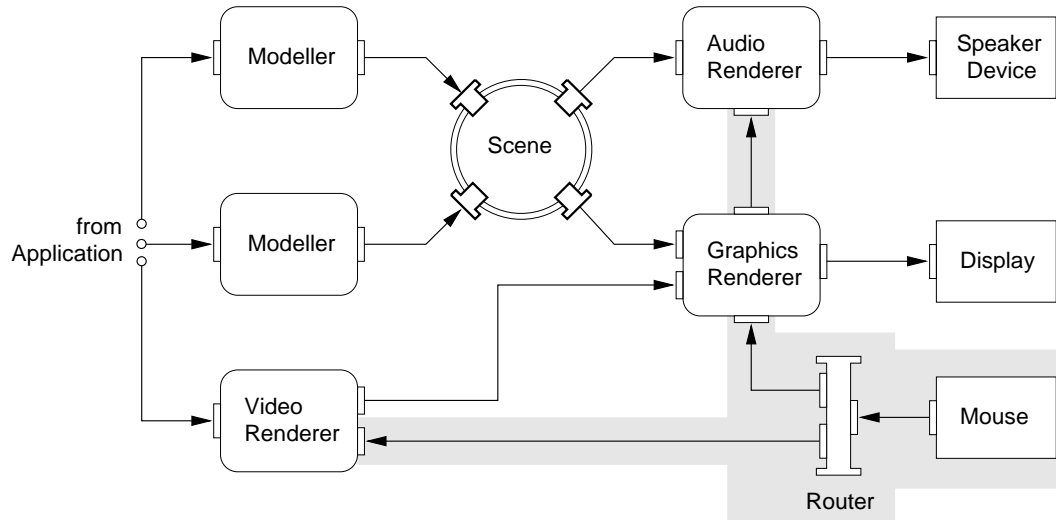 Modeller
Audio
Renderer
Speaker
Device
Scene
from
Application
Modeller
Graphics
Renderer
Display
Video
Renderer
Mouse
Router